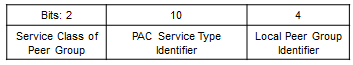 Bits: 2 10 4
Service Class of Peer Group PAC Service Type Identifier Local Peer Group Identifier